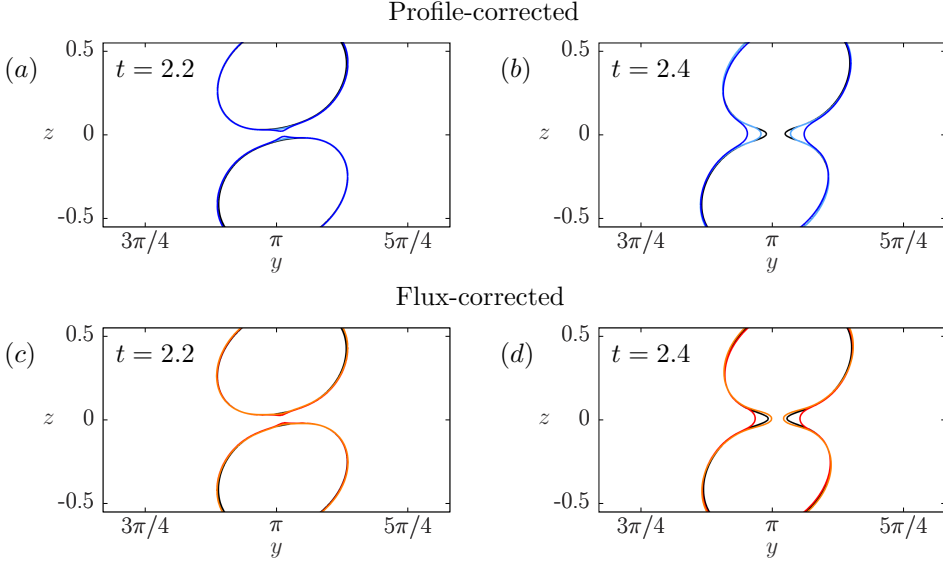 Profile-corrected
(a) t = 2.2
0.5
z 0
-0.5
3π/4 π 5π/4
y
(b) t = 2.4
0.5
z 0
-0.5
3π/4 π 5π/4
y
Flux-corrected
(c) t = 2.2
0.5
z 0
-0.5
3π/4 π 5π/4
y
(d) t = 2.4
0.5
z 0
-0.5
3π/4 π 5π/4
y